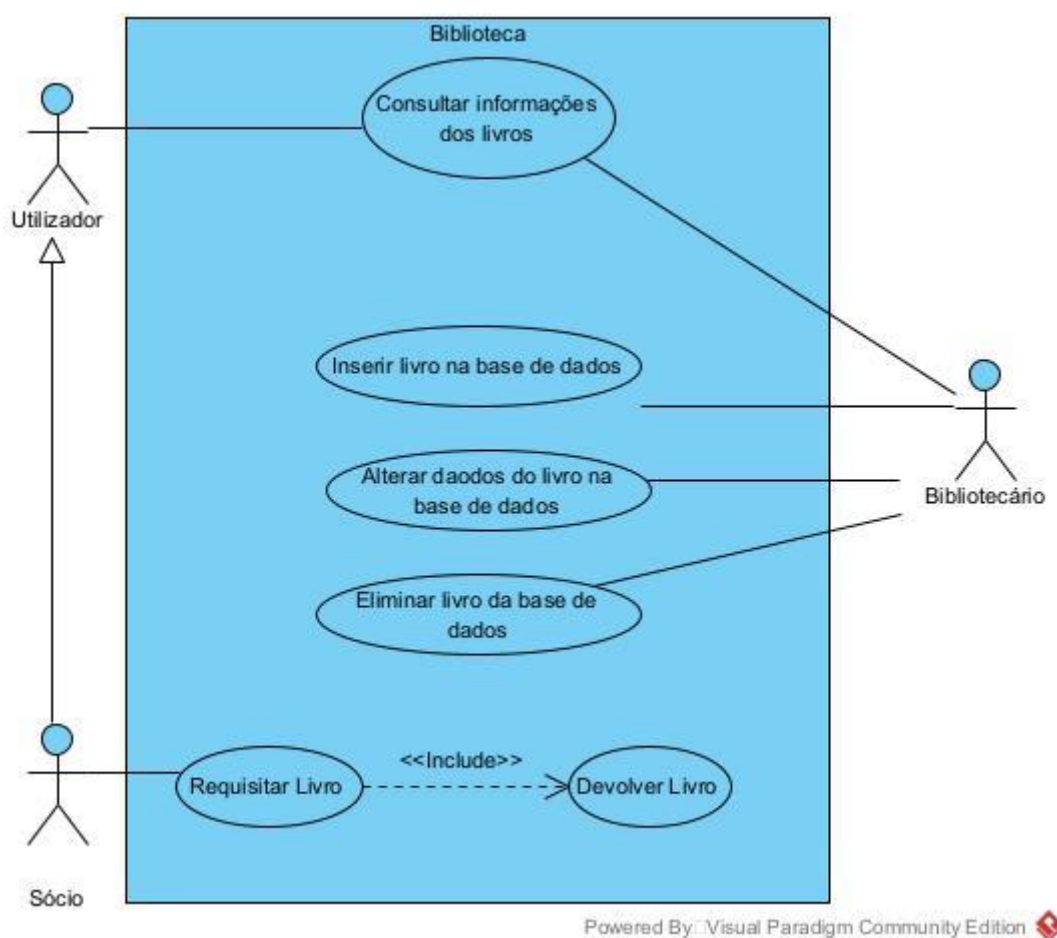 Biblioteca
Consultar informações
dos livros
Utilizador
Inserir livro na base de dados
Alterar daodos do livro na
base de dados
Bibliotecário
Eliminar livro da base de
dados
<<Include>>
Requisitar Livro
Devolver Livro
Sócio
Powered By Visual Paradigm Community Edition